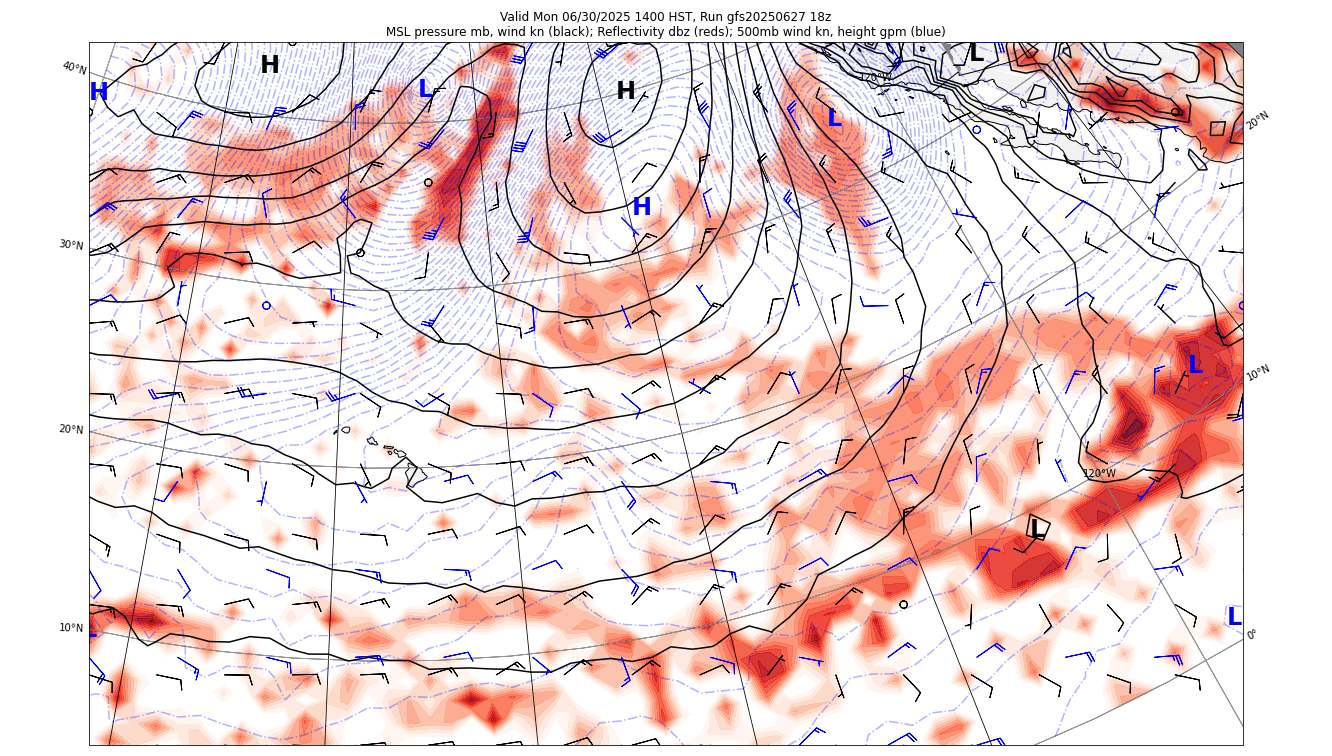 Valid Mon 06/30/2025 1400 HST, Run gfs20250627 18z
MSL pressure mb, wind kn (black); Reflectivity dbz (reds); 500mb wind kn, height gpm (blue)
H
H
L
H
L
L
120°W
40°N
20°N
H
30°N
L
10°N
20°N
120°W
L
L
10°N
L
0°